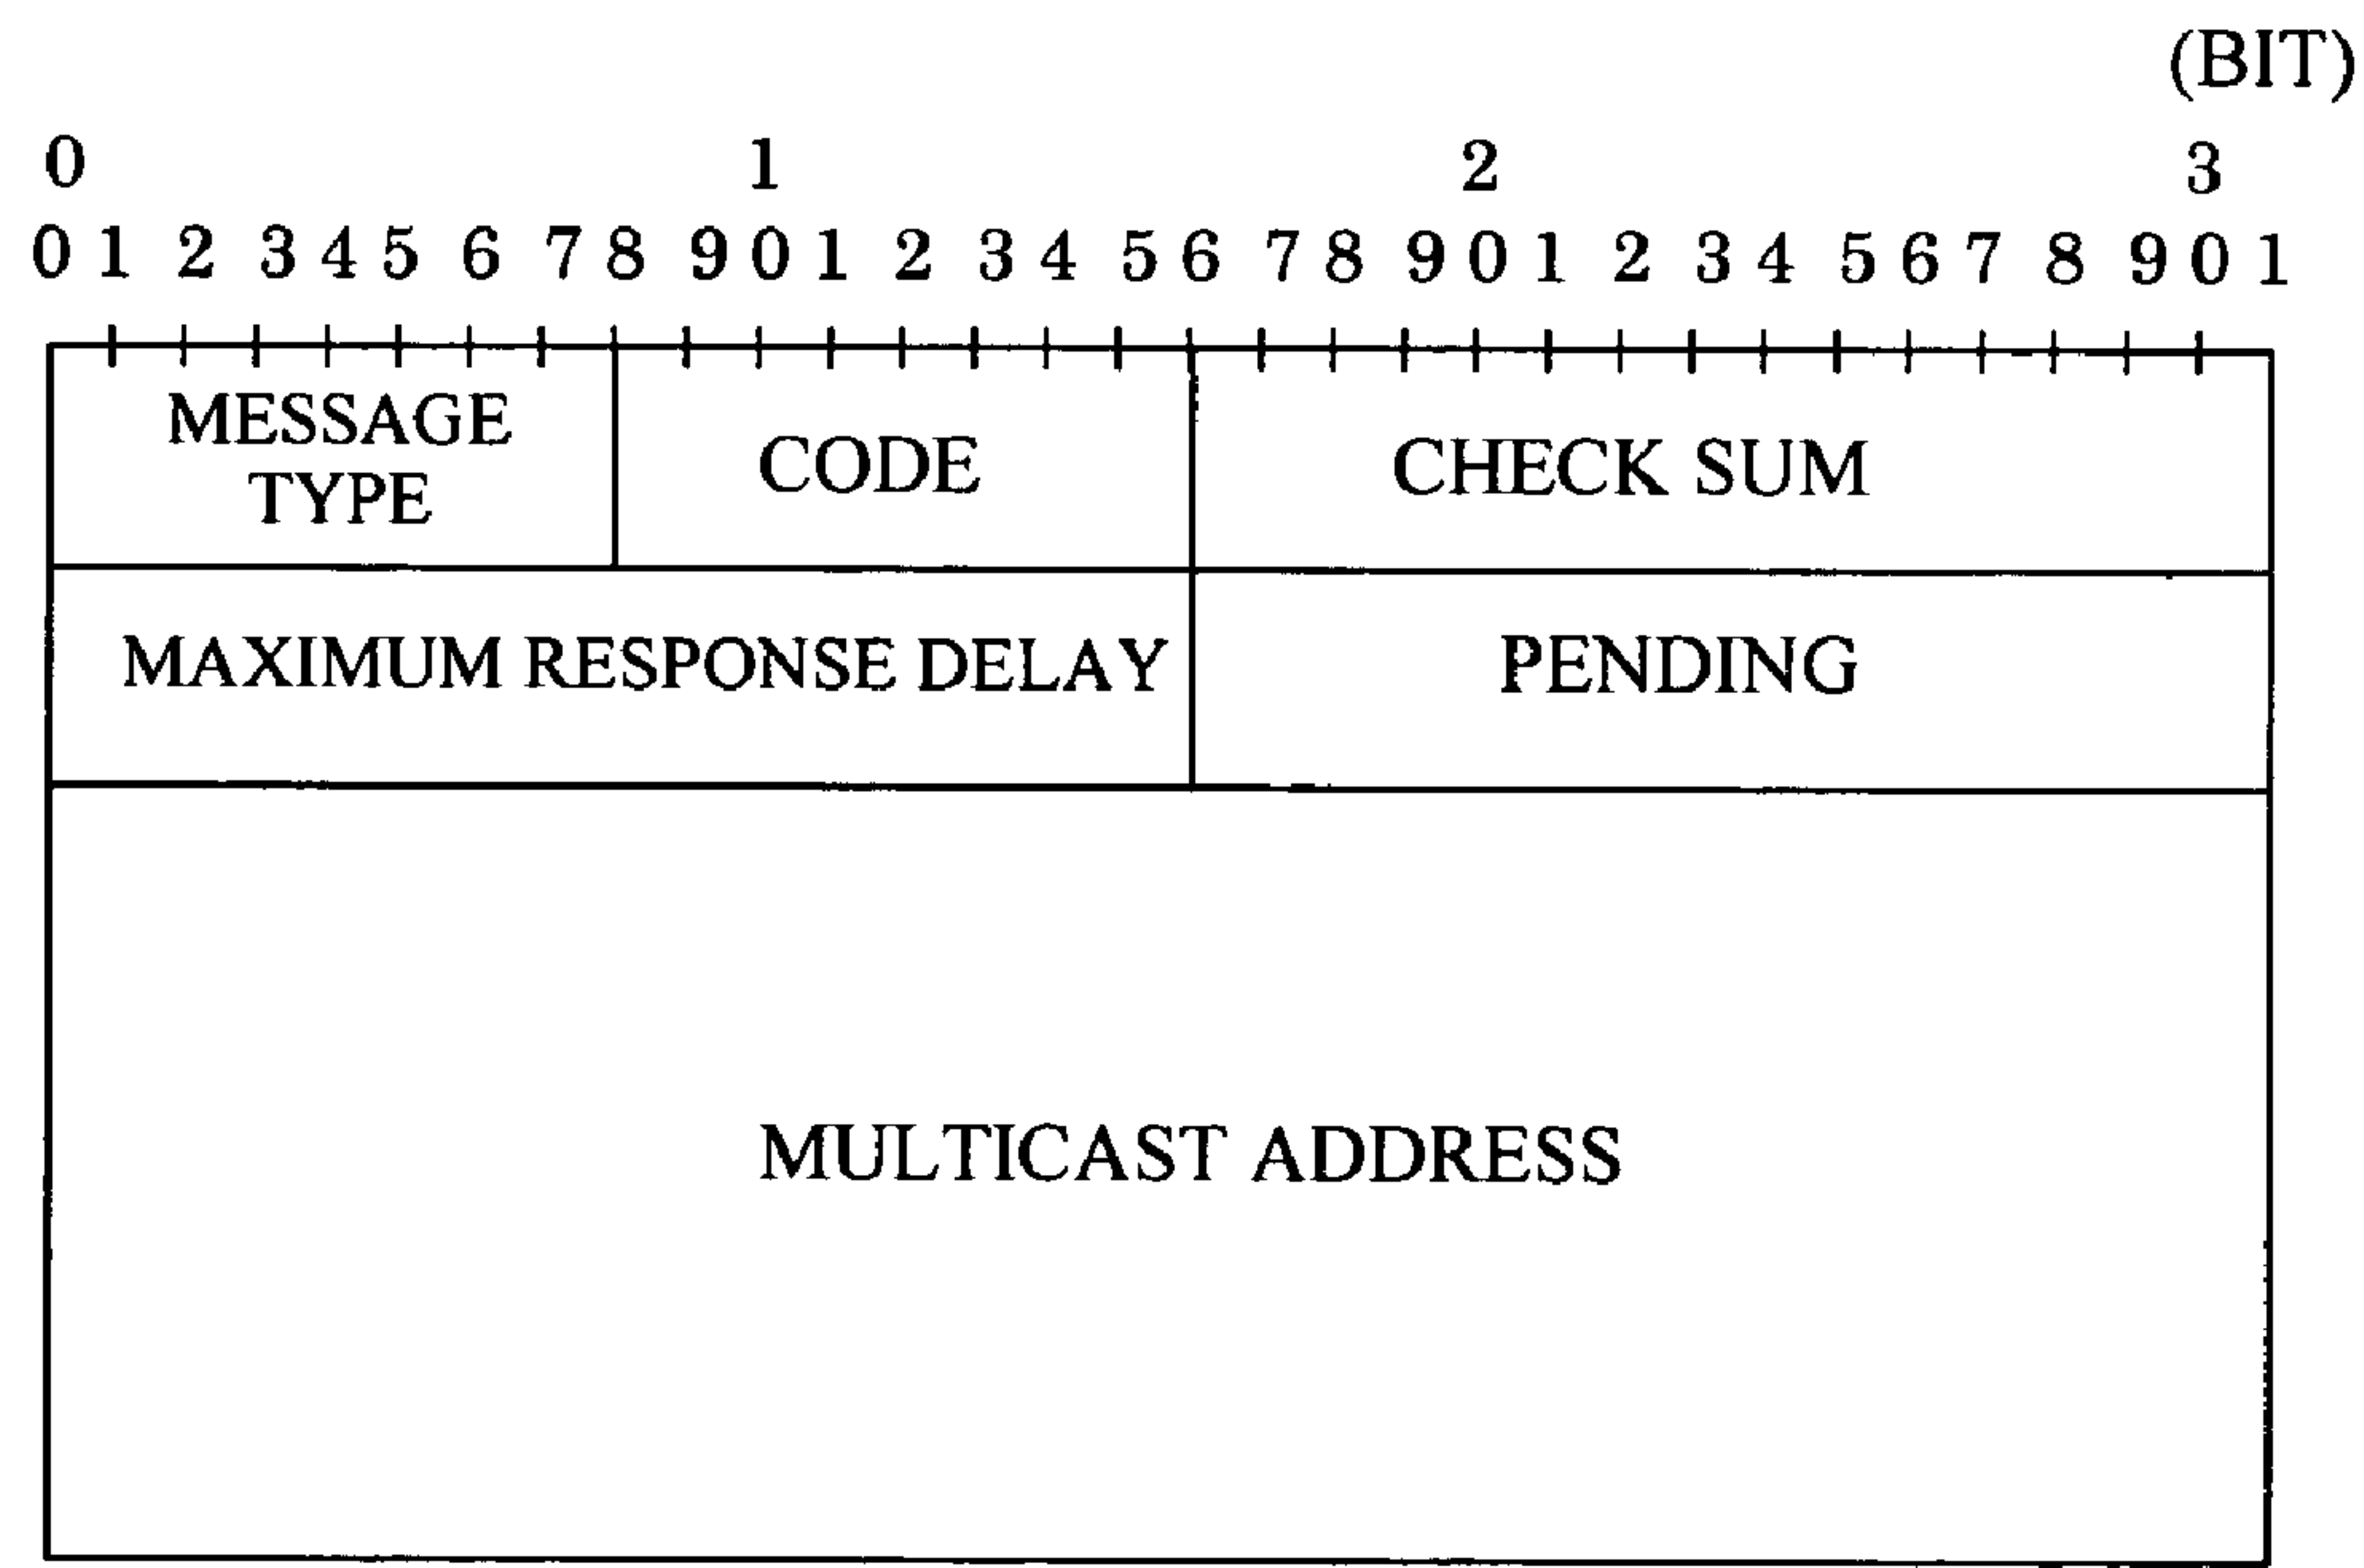 (BIT)
0 1 2 3
0 1 2 3 4 5 6 7 8 9 0 1 2 3 4 5 6 7 8 9 0 1 2 3 4 5 6 7 8 9 0 1
MESSAGE
TYPE
CODE
CHECK SUM
MAXIMUM RESPONSE DELAY
PENDING
MULTICAST ADDRESS